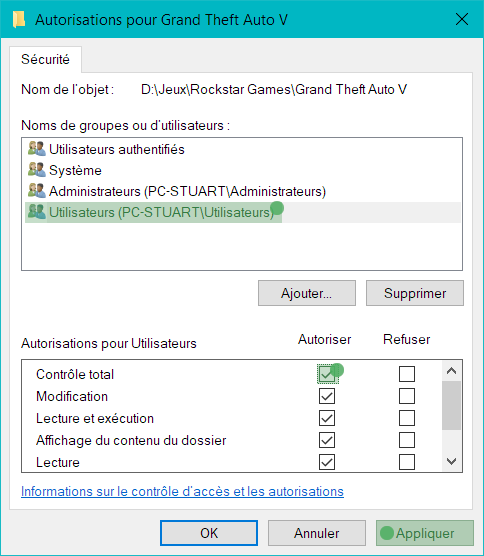 Autorisations pour Grand Theft Auto V
Sécurité
Nom de l'objet : D:\Jeux\Rockstar Games\Grand Theft Auto V
Noms de groupes ou d'utilisateurs :
Utilisateurs authentifiés
Système
Administrateurs (PC-STUART\Administrateurs)
Utilisateurs (PC-STUART\Utilisateurs)
Ajouter... Supprimer
Autorisations pour Utilisateurs Autoriser Refuser
Contrôle total
Modification
Lecture et exécution
Affichage du contenu du dossier
Lecture
Informations sur le contrôle d'accès et les autorisations
OK Annuler Appliquer